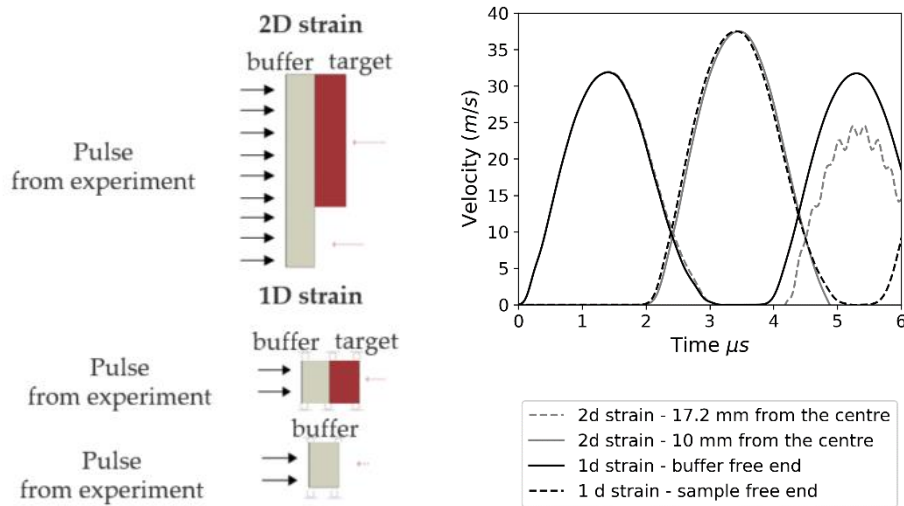 2D strain
buffer target
Pulse
from experiment
1D strain
buffer target
Pulse
from experiment
buffer
Pulse
from experiment
40
35
30
25
20
15
10
5
0
Velocity (m/s)
0 1 2 3 4 5 6
Time μs
2d strain - 17.2 mm from the centre
2d strain - 10 mm from the centre
1d strain - buffer free end
1 d strain - sample free end